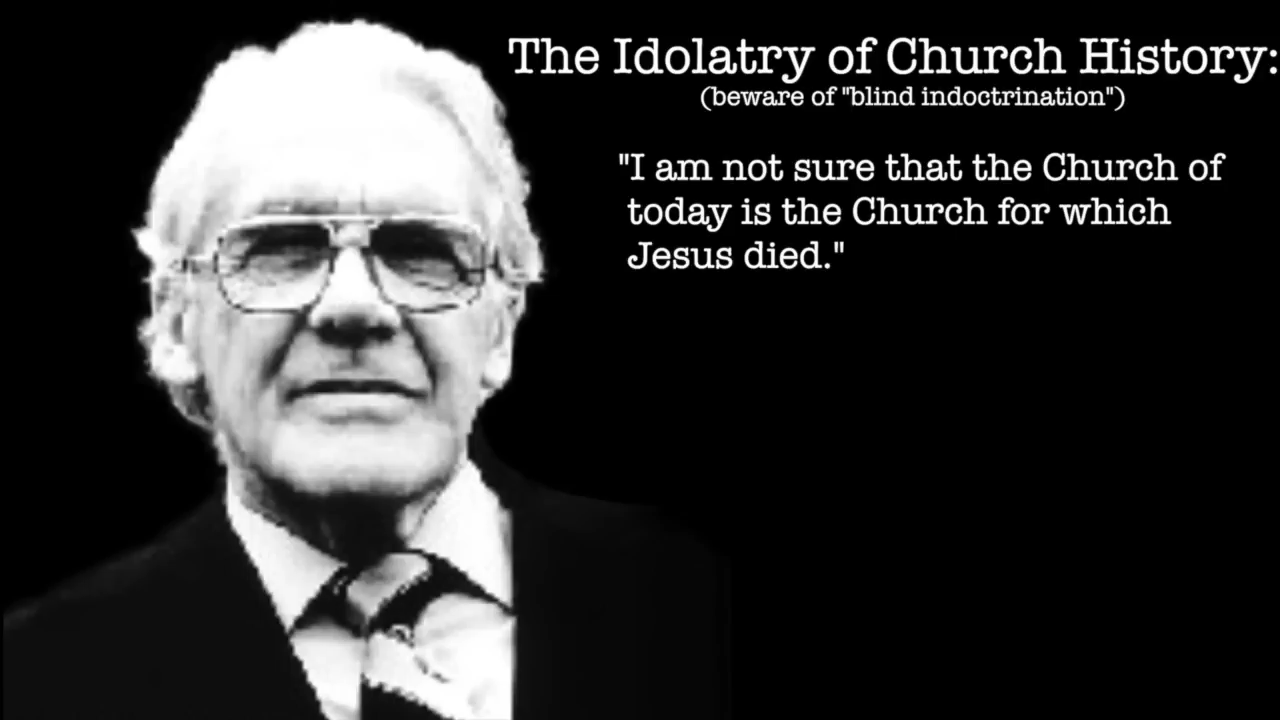 The Idolatry of Church History:
(beware of "blind indoctrination")
"I am not sure that the Church of
today is the Church for which
Jesus died."